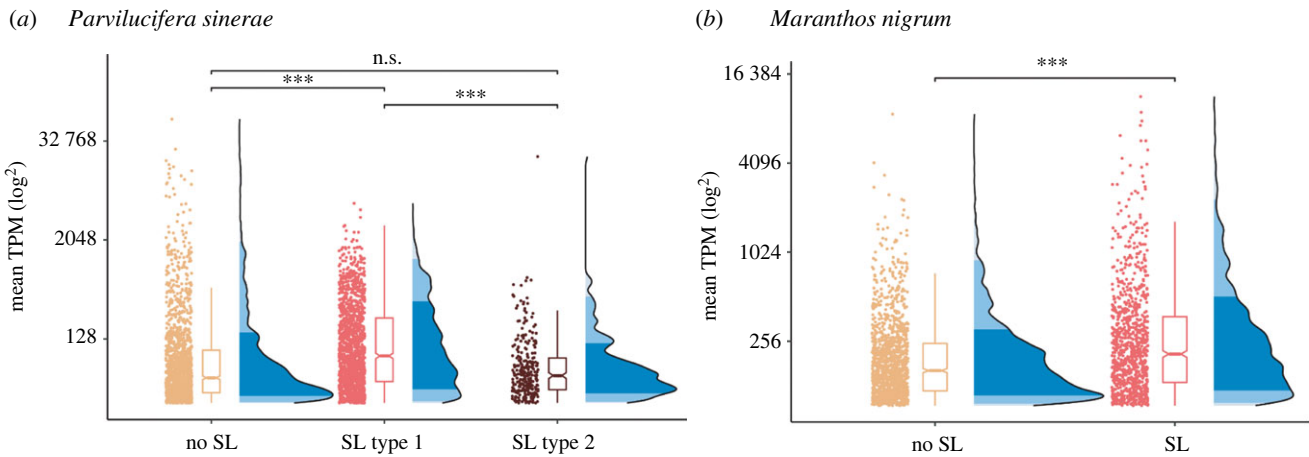 (a) Parvilucifera sinerae
n.s.
***
***
32 768
2048
128
mean TPM (log²)
no SL
SL type 1
SL type 2
(b) Maranthos nigrum
***
16 384
4096
1024
256
mean TPM (log²)
no SL
SL